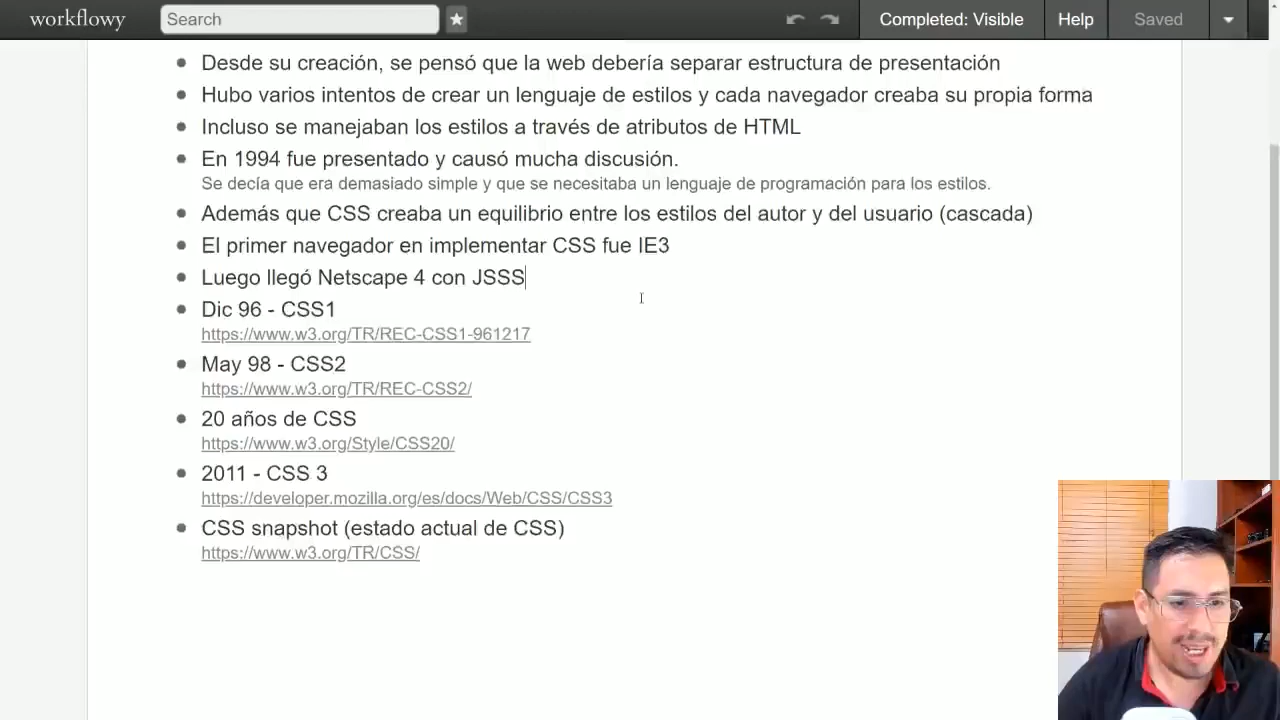 workflowy
Search
Completed: Visible
Help
Saved
Desde su creación, se pensó que la web debería separar estructura de presentación
Hubo varios intentos de crear un lenguaje de estilos y cada navegador creaba su propia forma
Incluso se manejaban los estilos a través de atributos de HTML
En 1994 fue presentado y causó mucha discusión.
Se decía que era demasiado simple y que se necesitaba un lenguaje de programación para los estilos.
Además que CSS creaba un equilibrio entre los estilos del autor y del usuario (cascada)
El primer navegador en implementar CSS fue IE3
Luego llegó Netscape 4 con JSSS
Dic 96 - CSS1
https://www.w3.org/TR/REC-CSS1-961217
May 98 - CSS2
https://www.w3.org/TR/REC-CSS2/
20 años de CSS
https://www.w3.org/Style/CSS20/
2011 - CSS 3
https://developer.mozilla.org/es/docs/Web/CSS/CSS3
CSS snapshot (estado actual de CSS)
https://www.w3.org/TR/CSS/